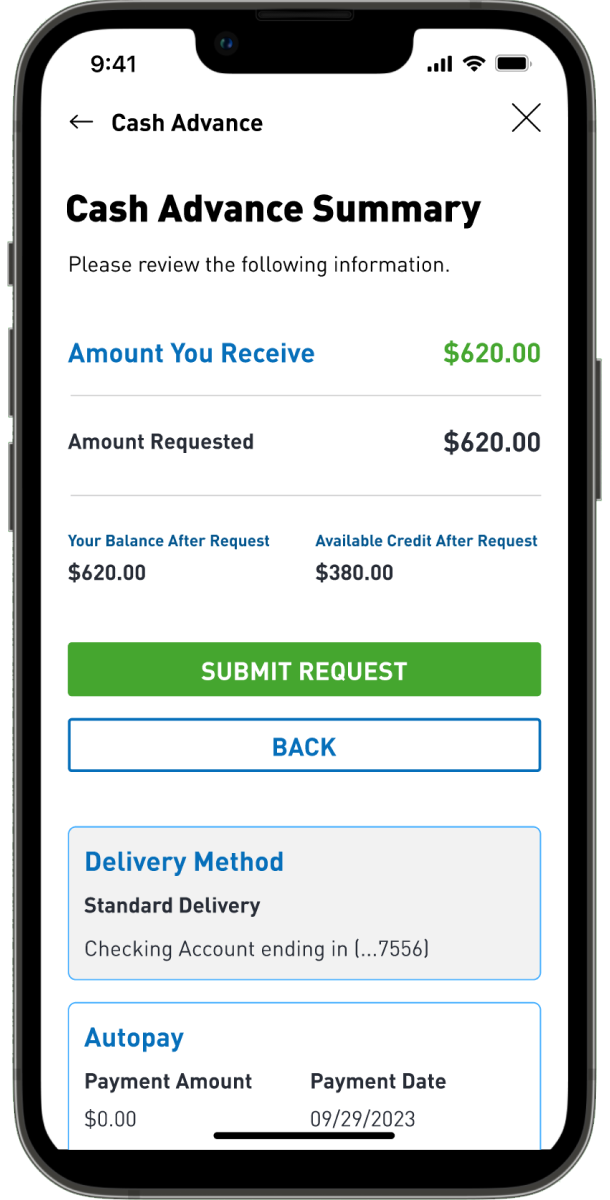 9:41
Cash Advance
Cash Advance Summary
Please review the following information.
Amount You Receive $620.00
Amount Requested $620.00
Your Balance After Request Available Credit After Request
$620.00 $380.00
SUBMIT REQUEST
BACK
Delivery Method
Standard Delivery
Checking Account ending in (...7556)
Autopay
Payment Amount Payment Date
$0.00 09/29/2023